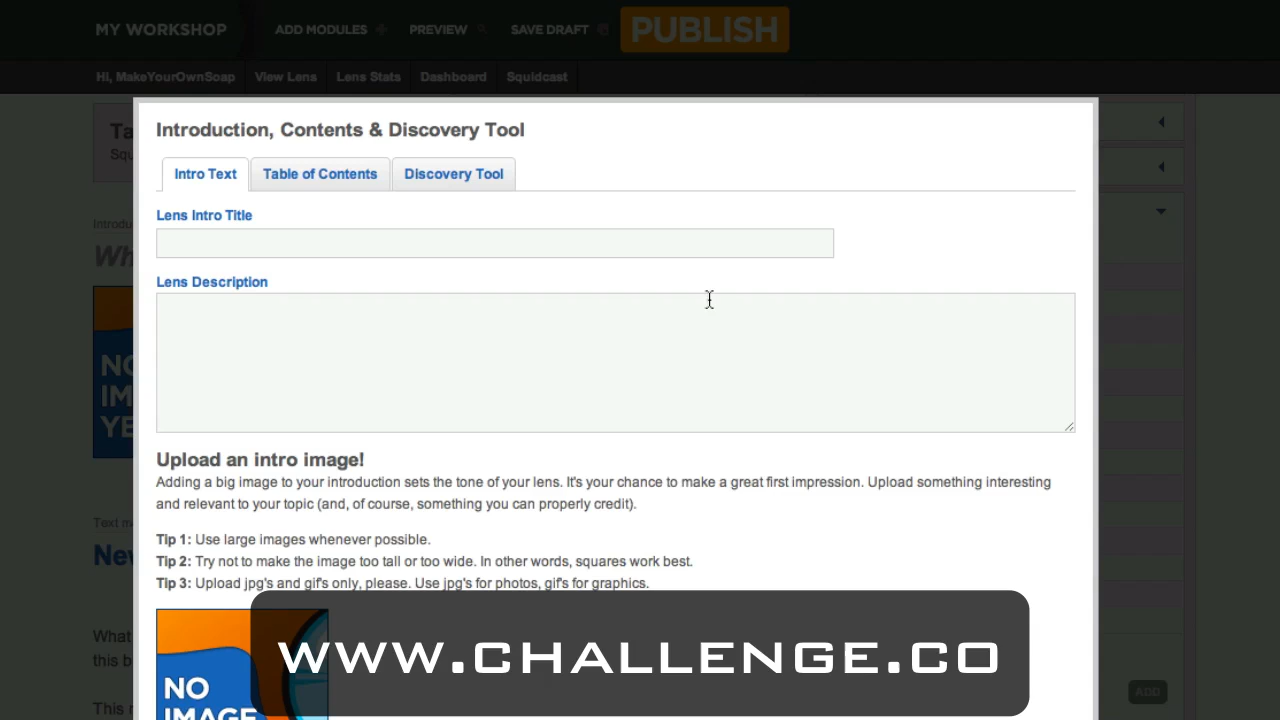 MY WORKSHOP
ADD MODULES
PREVIEW
SAVE DRAFT
PUBLISH
Hi, MakeYourOwnSoap
View Lens
Lens Stats
Dashboard
Squidcast
Introduction, Contents & Discovery Tool
Intro Text
Table of Contents
Discovery Tool
Lens Intro Title
Lens Description
Upload an intro image!
Adding a big image to your introduction sets the tone of your lens. It's your chance to make a great first impression. Upload something interesting
and relevant to your topic (and, of course, something you can properly credit).
Tip 1: Use large images whenever possible.
Tip 2: Try not to make the image too tall or too wide. In other words, squares work best.
Tip 3: Upload jpg's and gif's only, please. Use jpg's for photos, gif's for graphics.
NO
IMAGE
WWW.CHALLENGE.CO
What
this b
This
ADD